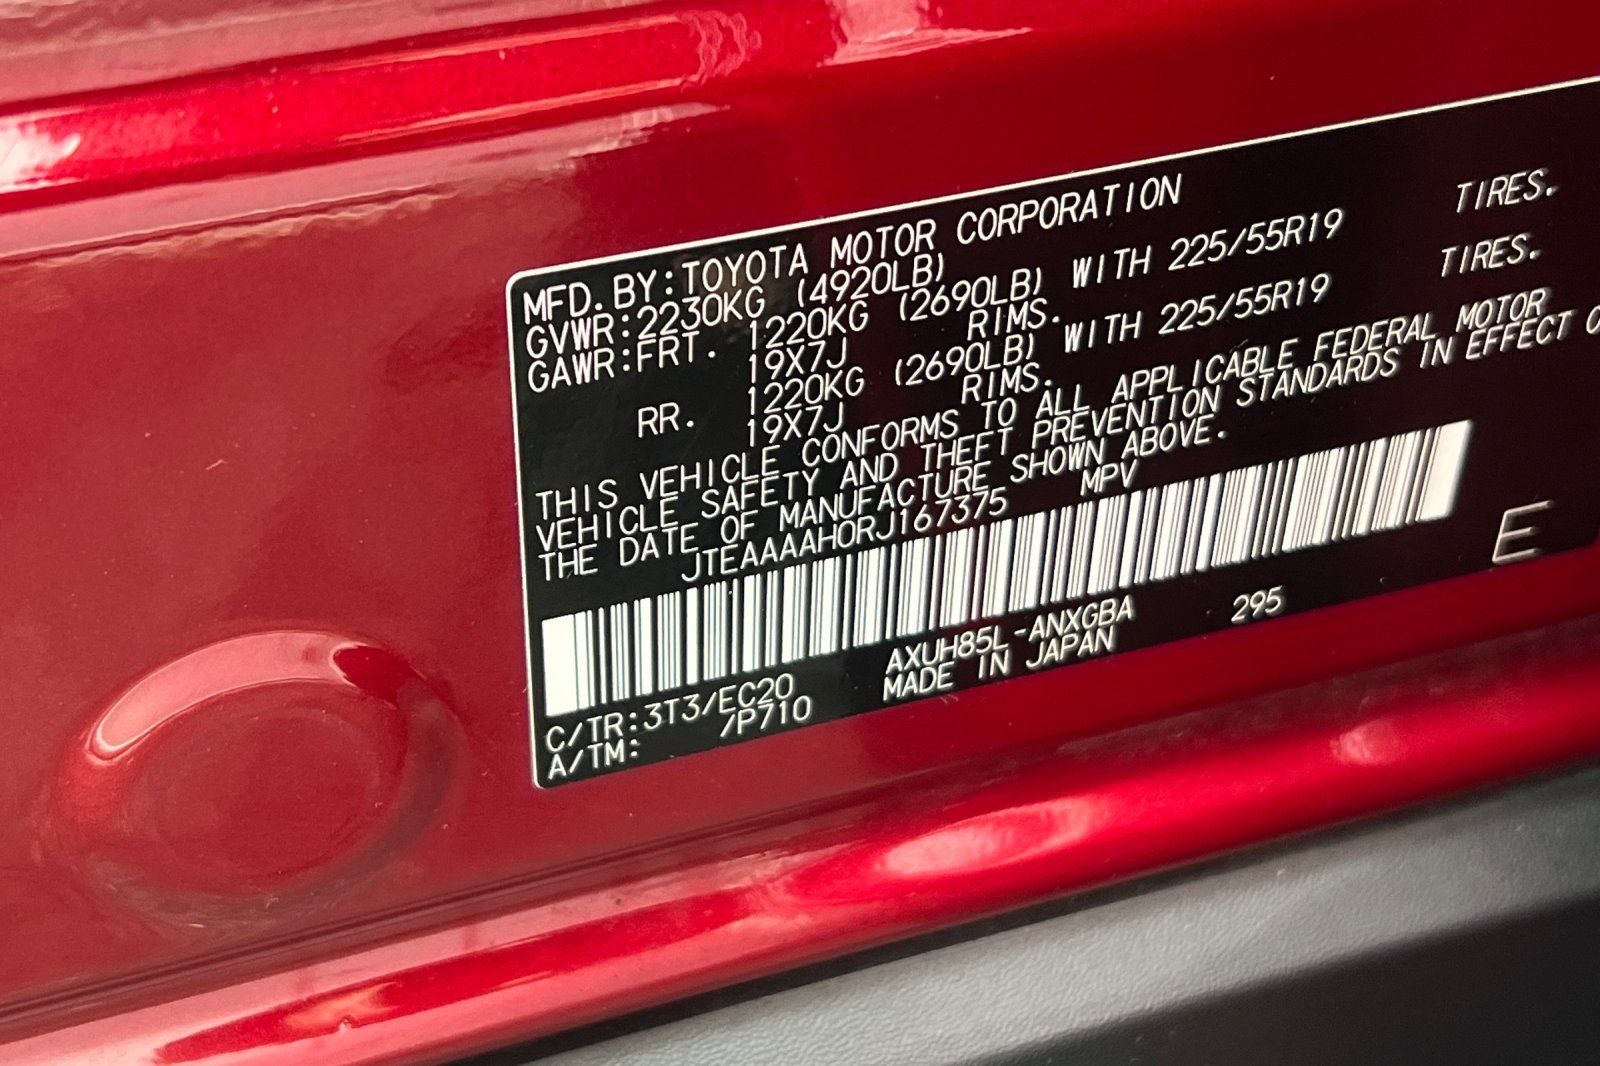 MFD. BY: TOYOTA MOTOR CORPORATION
GVWR: 2230KG (4920LB)
GAWR: FRT. 1220KG (2690LB) WITH 225/55R19 TIRES.
19X7J RIMS.
RR. 1220KG (2690LB) WITH 225/55R19 TIRES.
19X7J RIMS.
THIS VEHICLE CONFORMS TO ALL APPLICABLE FEDERAL MOTOR
VEHICLE SAFETY AND THEFT PREVENTION STANDARDS IN EFFECT
THE DATE OF MANUFACTURE SHOWN ABOVE.
JTEAAAAH0RJ167375 MPV
E
AXUH85L-ANXGBA 295
MADE IN JAPAN
C/TR: 3T3/EC20
A/TM: /P710